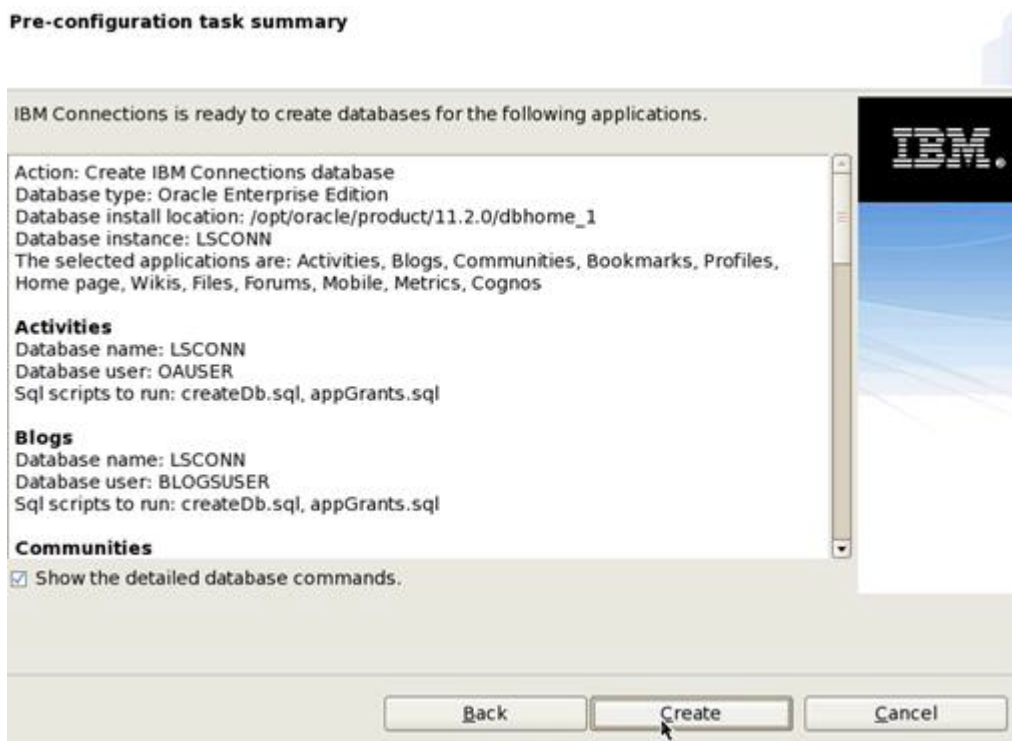 Pre-configuration task summary
IBM Connections is ready to create databases for the following applications.
IBM.
Action: Create IBM Connections database
Database type: Oracle Enterprise Edition
Database install location: /opt/oracle/product/11.2.0/dbhome_1
Database instance: LSCONN
The selected applications are: Activities, Blogs, Communities, Bookmarks, Profiles,
Home page, Wikis, Files, Forums, Mobile, Metrics, Cognos
Activities
Database name: LSCONN
Database user: OAUSER
Sql scripts to run: createDb.sql, appGrants.sql
Blogs
Database name: LSCONN
Database user: BLOGSUSER
Sql scripts to run: createDb.sql, appGrants.sql
Communities
Show the detailed database commands.
Back
Create
Cancel